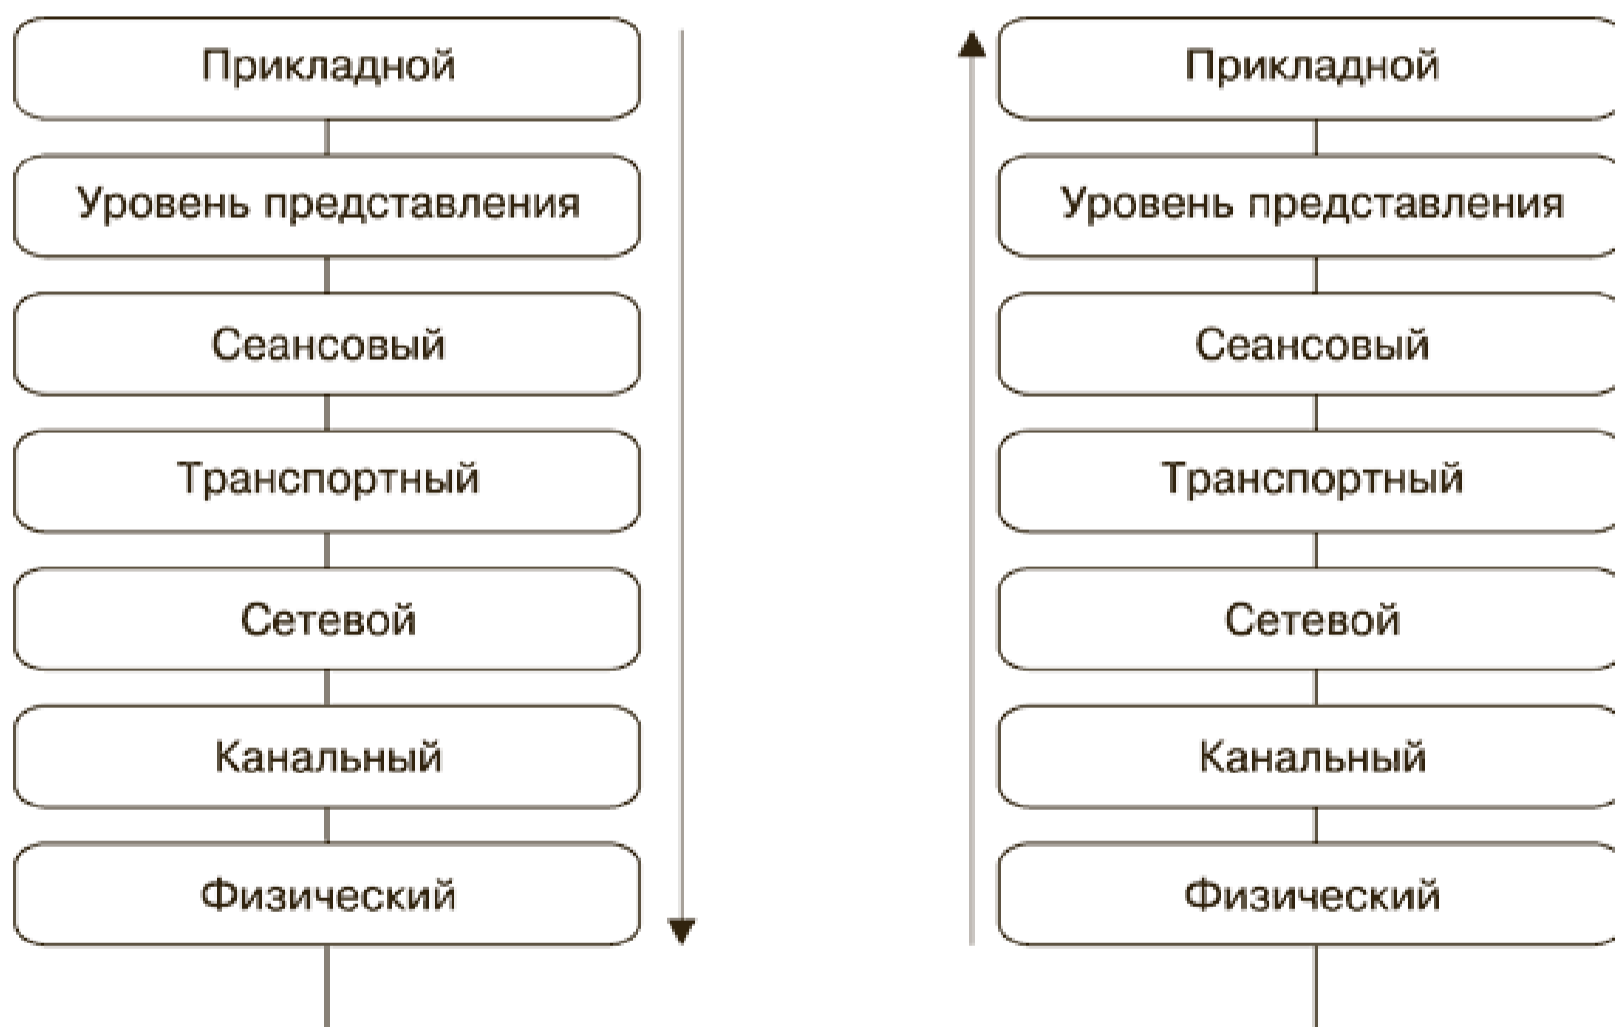 Прикладной
Уровень представления
Сеансовый
Транспортный
Сетевой
Канальный
Физический
Прикладной
Уровень представления
Сеансовый
Транспортный
Сетевой
Канальный
Физический